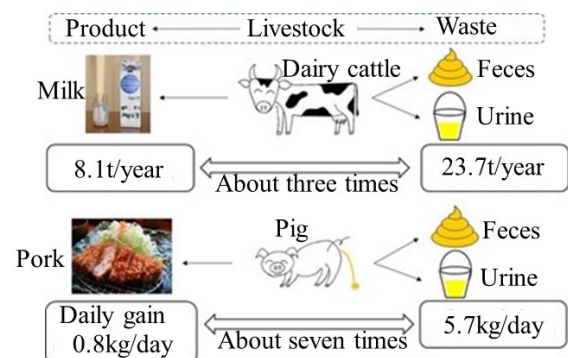 Product Livestock Waste
Dairy cattle
Feces
Milk
Urine
8.1t/year
23.7t/year
About three times
Pig
Feces
Pork
Urine
Daily gain
0.8kg/day
5.7kg/day
About seven times